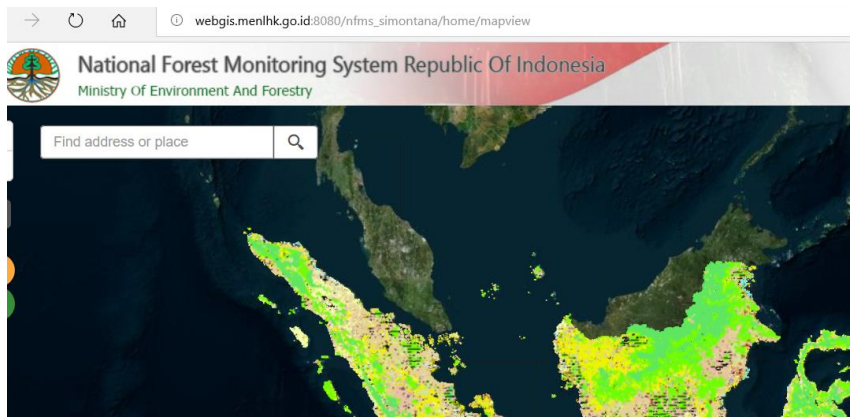 webgis.menlhk.go.id:8080/nfms_simontana/home/mapview
National Forest Monitoring System Republic Of Indonesia
Ministry Of Environment And Forestry
Find address or place